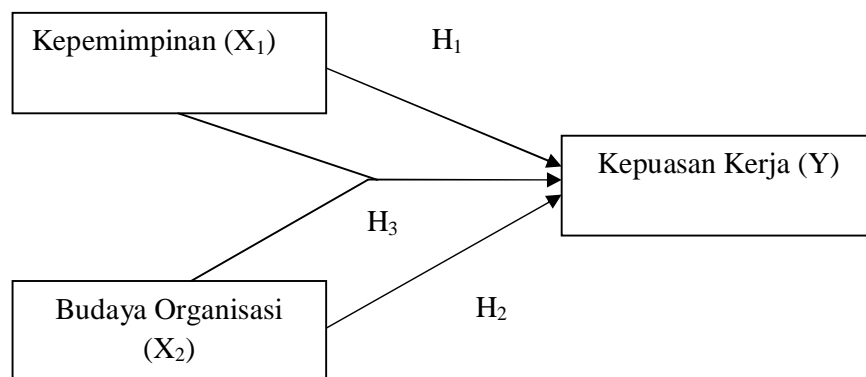 Kepemimpinan (X₁)
H₁
Kepuasan Kerja (Y)
H₃
Budaya Organisasi
(X₂)
H₂